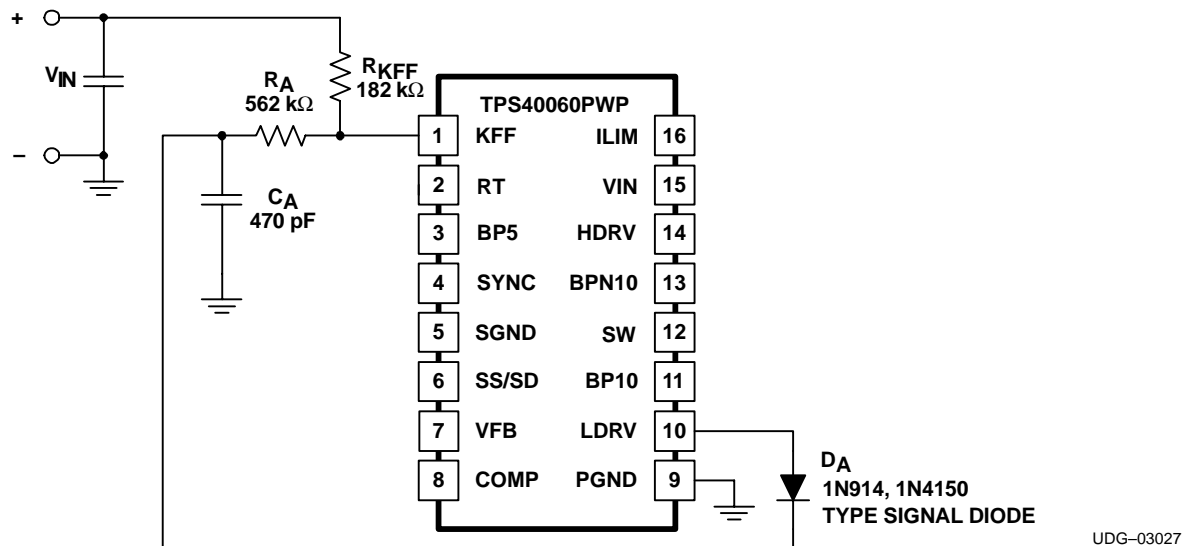 +
VIN
–
RA
562 kΩ
RKFF
182 kΩ
CA
470 pF
TPS40060PWP
1 KFF ILIM 16
2 RT VIN 15
3 BP5 HDRV 14
4 SYNC BPN10 13
5 SGND SW 12
6 SS/SD BP10 11
7 VFB LDRV 10
8 COMP PGND 9
DA
1N914, 1N4150
TYPE SIGNAL DIODE
UDG–03027